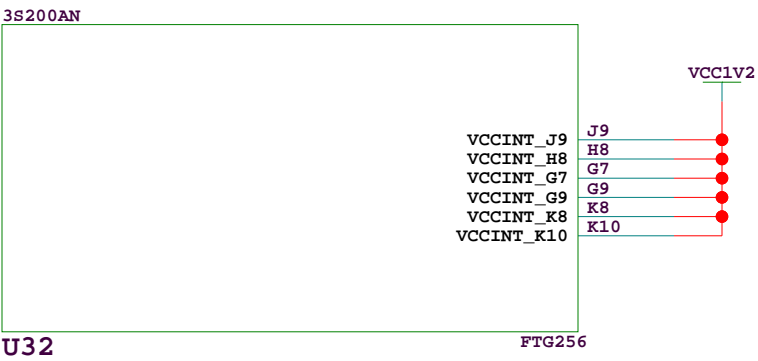 3S200AN
VCC1V2
VCCINT_J9 J9
VCCINT_H8 H8
VCCINT_G7 G7
VCCINT_G9 G9
VCCINT_K8 K8
VCCINT_K10 K10
U32
FTG256